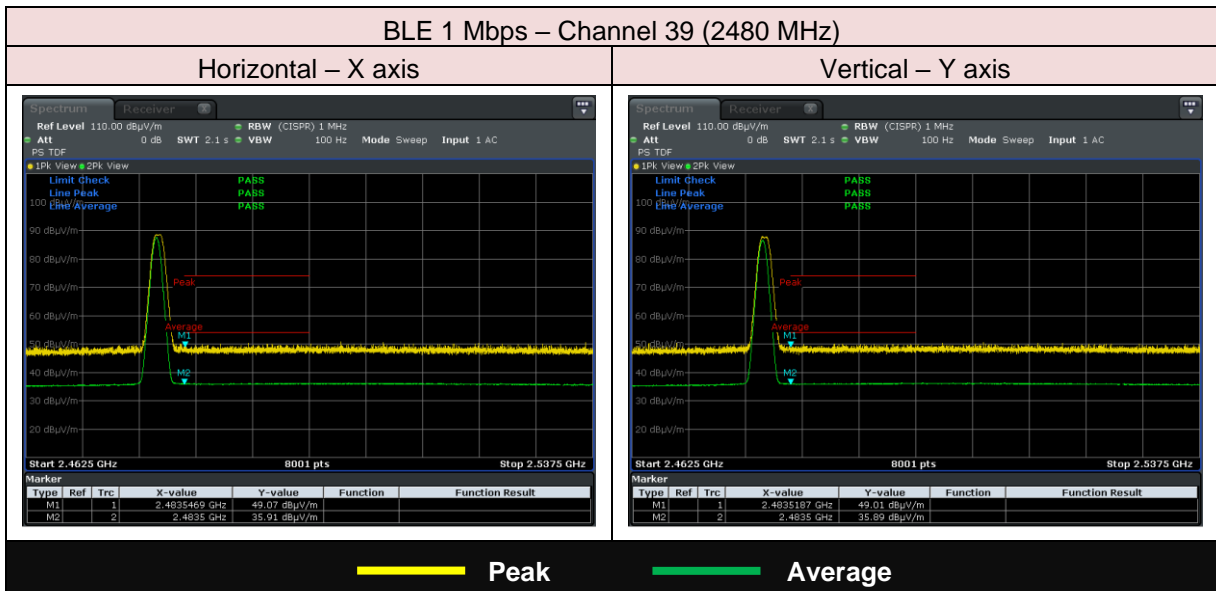 BLE 1 Mbps – Channel 39 (2480 MHz)
Horizontal – X axis
Spectrum Receiver
Ref Level 110.00 dBµV/m RBW (CISPR) 1 MHz
Att 0 dB SWT 2.1 s VBW 100 Hz Mode Sweep Input 1 AC
PS TDF
1Pk View 2Pk View
Limit Check PASS
Line Peak PASS
100 dBµV/m
Line Average PASS
90 dBµV/m
80 dBµV/m
Peak
70 dBµV/m
60 dBµV/m
Average
M1
50 dBµV/m
M2
40 dBµV/m
30 dBµV/m
20 dBµV/m
Start 2.4625 GHz 8001 pts Stop 2.5375 GHz
Marker
Type Ref Trc X-value Y-value Function Function Result
M1 1 2.4835469 GHz 49.07 dBµV/m
M2 2 2.4835 GHz 35.91 dBµV/m
Vertical – Y axis
Spectrum Receiver
Ref Level 110.00 dBµV/m RBW (CISPR) 1 MHz
Att 0 dB SWT 2.1 s VBW 100 Hz Mode Sweep Input 1 AC
PS TDF
1Pk View 2Pk View
Limit Check PASS
Line Peak PASS
100 dBµV/m
Line Average PASS
90 dBµV/m
80 dBµV/m
Peak
70 dBµV/m
60 dBµV/m
Average
M1
50 dBµV/m
M2
40 dBµV/m
30 dBµV/m
20 dBµV/m
Start 2.4625 GHz 8001 pts Stop 2.5375 GHz
Marker
Type Ref Trc X-value Y-value Function Function Result
M1 1 2.4835187 GHz 49.01 dBµV/m
M2 2 2.4835 GHz 35.89 dBµV/m
Peak Average